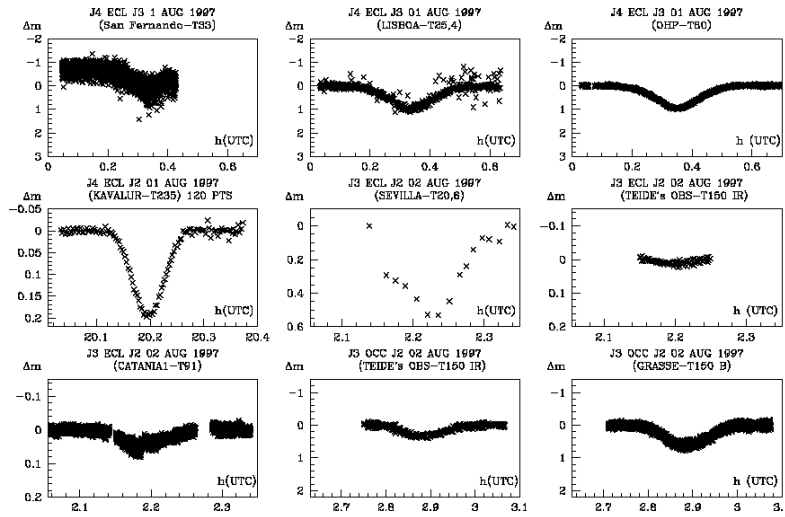 J4 ECL J3 1 AUG 1997
(San Fernando-T33)
Δm
-2
-1
0
1
2
3
h(UTC)
0 0.2 0.4 0.6
J4 ECL J3 01 AUG 1997
(LISBOA-T25,4)
Δm
-2
-1
0
1
2
3
h(UTC)
0 0.2 0.4 0.6
J4 ECL J3 01 AUG 1997
(OHP-T80)
Δm
-2
-1
0
1
2
3
h(UTC)
0 0.2 0.4 0.6
J4 ECL J2 01 AUG 1997
(KAVALUR-T235) 120 PTS
Δm
-0.05
0
0.05
0.1
0.15
0.2
h(UTC)
20.1 20.2 20.3 20.4
J3 ECL J2 02 AUG 1997
(SEVILLA-T20,6)
Δm
0
0.2
0.4
0.6
h(UTC)
2.1 2.2 2.3
J3 ECL J2 02 AUG 1997
(TEIDE's OBS-T150 IR)
Δm
-0.1
0
0.1
0.2
h (UTC)
2.1 2.2 2.3
J3 ECL J2 02 AUG 1997
(CATANIA1-T91)
Δm
-0.1
0
0.1
0.2
h(UTC)
2.1 2.2 2.3
J3 OCC J2 02 AUG 1997
(TEIDE's OBS-T150 IR)
Δm
-1
0
1
2
h(UTC)
2.7 2.8 2.9 3 3.1
J3 OCC J2 02 AUG 1997
(GRASSE-T150 B)
Δm
-1
0
1
2
h(UTC)
2.7 2.8 2.9 3 3.1